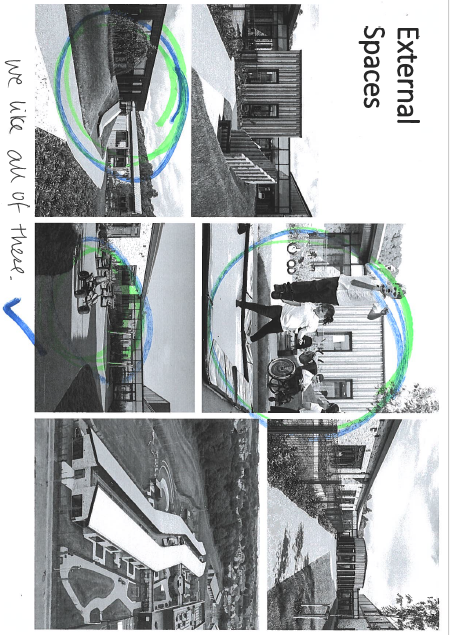 External
Spaces
we like all of these.